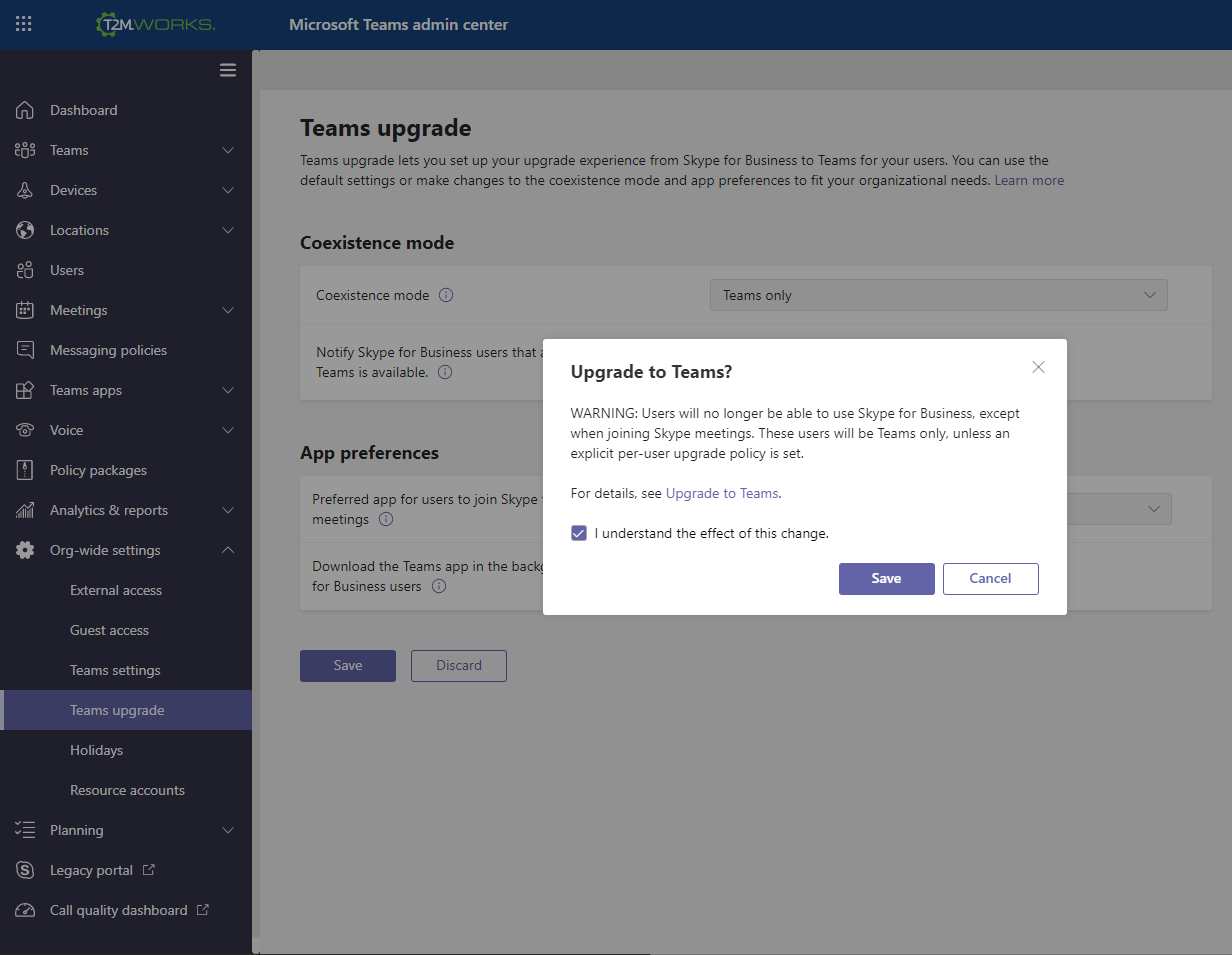 T2M WORKS.
Microsoft Teams admin center
Dashboard
Teams
Devices
Locations
Users
Meetings
Messaging policies
Teams apps
Voice
Policy packages
Analytics & reports
Org-wide settings
External access
Guest access
Teams settings
Teams upgrade
Holidays
Resource accounts
Planning
Legacy portal
Call quality dashboard
Teams upgrade
Teams upgrade lets you set up your upgrade experience from Skype for Business to Teams for your users. You can use the
default settings or make changes to the coexistence mode and app preferences to fit your organizational needs. Learn more
Coexistence mode
Coexistence mode
Teams only
Notify Skype for Business users that
Teams is available.
App preferences
Preferred app for users to join Skype
meetings
Download the Teams app in the
for Business users
Save
Discard
Upgrade to Teams?
WARNING: Users will no longer be able to use Skype for Business, except
when joining Skype meetings. These users will be Teams only, unless an
explicit per-user upgrade policy is set.
For details, see Upgrade to Teams.
I understand the effect of this change.
Save
Cancel